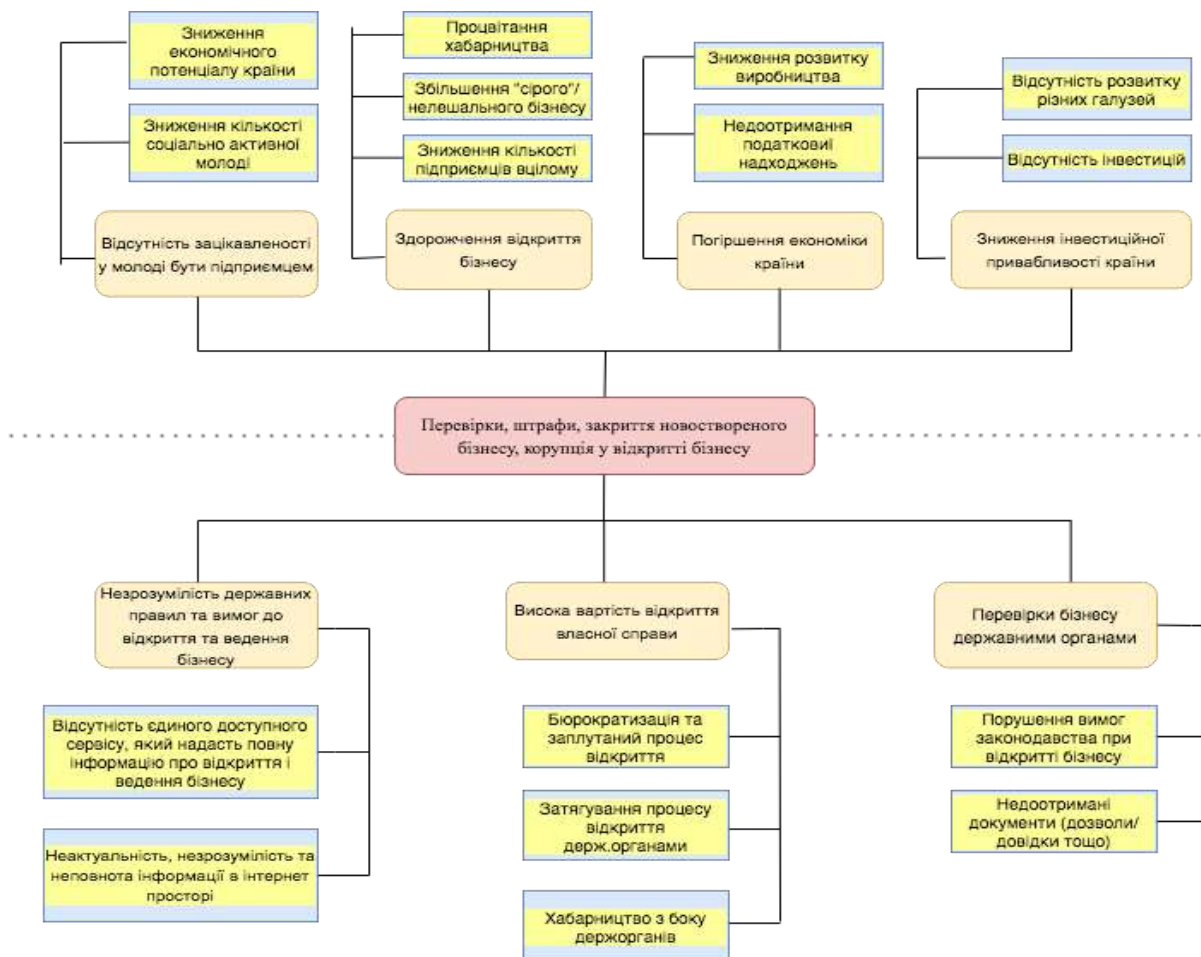 Зниження
економічного
потенціалу країни
Зниження кількості
соціально активної
молоді
Відсутність зацікавленості
у молоді бути підприємцем
Процвітання
хабарництва
Збільшення "сірого"/
нелешального бізнесу
Зниження кількості
підприємців вцілому
Здорожчення відкриття
бізнесу
Зниження розвитку
виробництва
Недоотримання
податкові
надходжень
Погіршення економіки
країни
Відсутність розвитку
різних галузей
Відсутність інвестицій
Зниження інвестиційної
привабливості країни
Перевірки, штрафи, закриття новоствреного
бізнесу, корупція у відкритті бізнесу
Незрозумілість державних
правил та вимог до
відкриття та ведення
бізнесу
Відсутність єдиного доступного
сервісу, який надасть повну
інформацію про відкриття і
ведення бізнесу
Неактуальність, незрозумілість та
неповнота інформації в інтернет
просторі
Висока вартість відкриття
власної справи
Бюрократизація та
заплутаний процес
відкриття
Затягування процесу
відкриття
держ.органами
Хабарництво з боку
держорганів
Перевірки бізнесу
державними органами
Порушення вимог
законодавства при
відкритті бізнесу
Недоотримані
документи (дозволи/
довідки тощо)